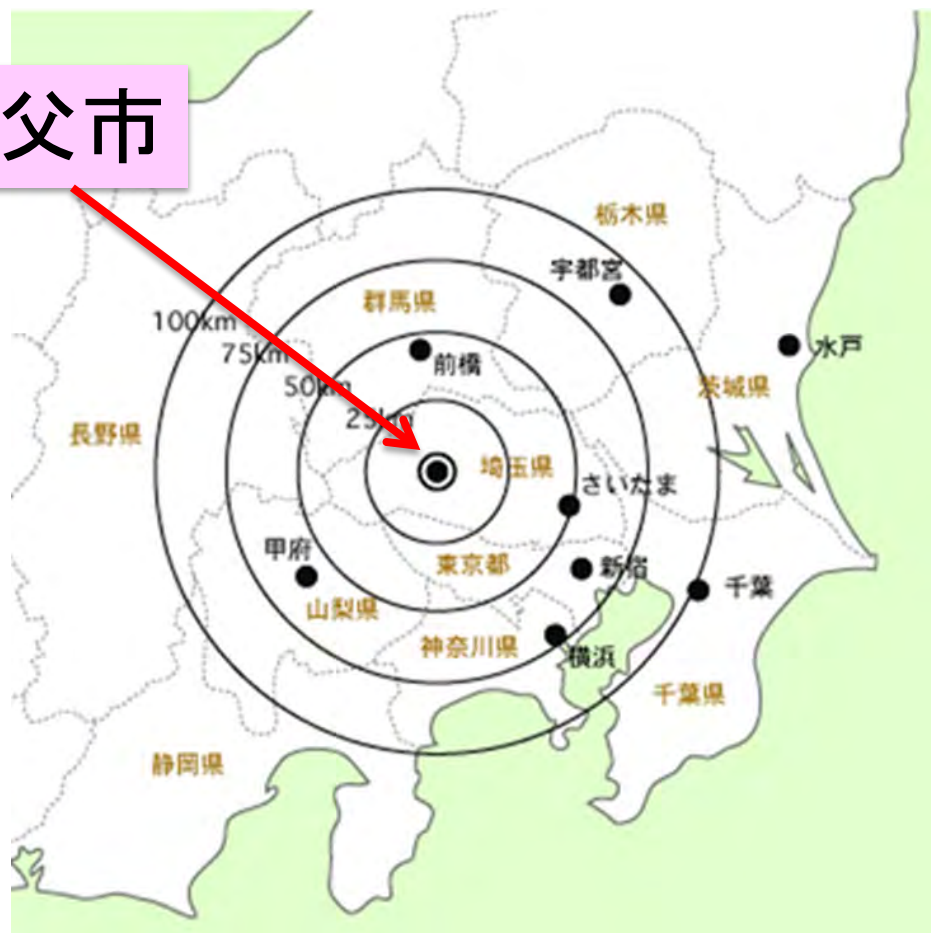 父市
栃木県
宇都宮
群馬県
100km
水戸
75km
前橋
50km
茨城県
25km
長野県
埼玉県
さいたま
甲府
東京都
新宿
千葉
山梨県
神奈川県
横浜
千葉県
静岡県